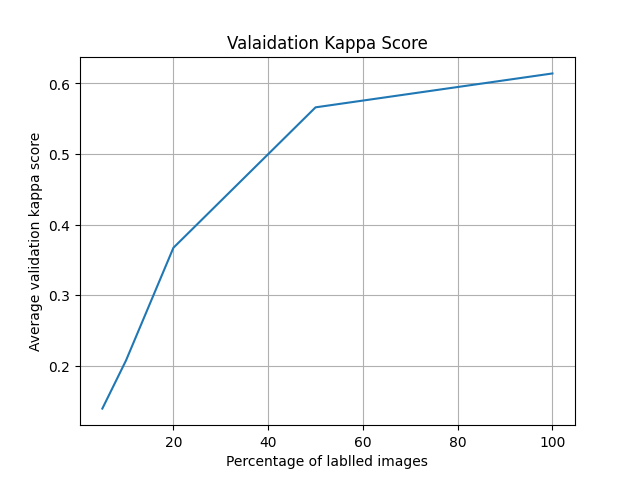 Valaidation Kappa Score
0.6
0.5
0.4
0.3
0.2
Average validation kappa score
20 40 60 80 100
Percentage of lablled images